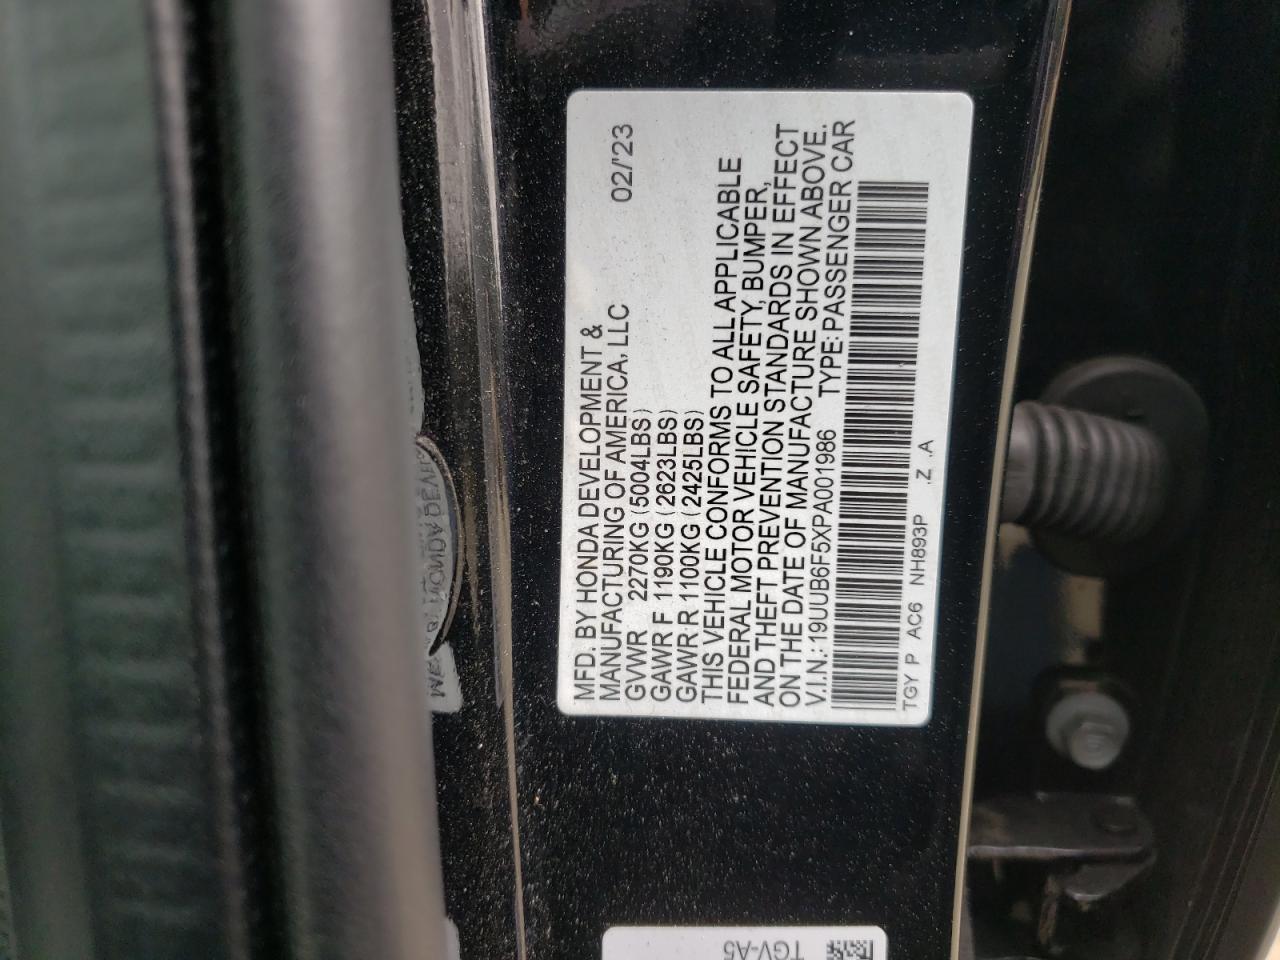 MFD. BY HONDA DEVELOPMENT &
MANUFACTURING OF AMERICA, LLC 02/'23
GVWR 2270KG (5004LBS)
GAWR F 1190KG (2623LBS)
GAWR R 1100KG (2425LBS)
THIS VEHICLE CONFORMS TO ALL APPLICABLE
FEDERAL MOTOR VEHICLE SAFETY, BUMPER,
AND THEFT PREVENTION STANDARDS IN EFFECT
ON THE DATE OF MANUFACTURE SHOWN ABOVE.
V.I.N.: 19UUB6F5XPA001986 TYPE: PASSENGER CAR
TGY P AC6 NH893P .Z .A
TGV-A5